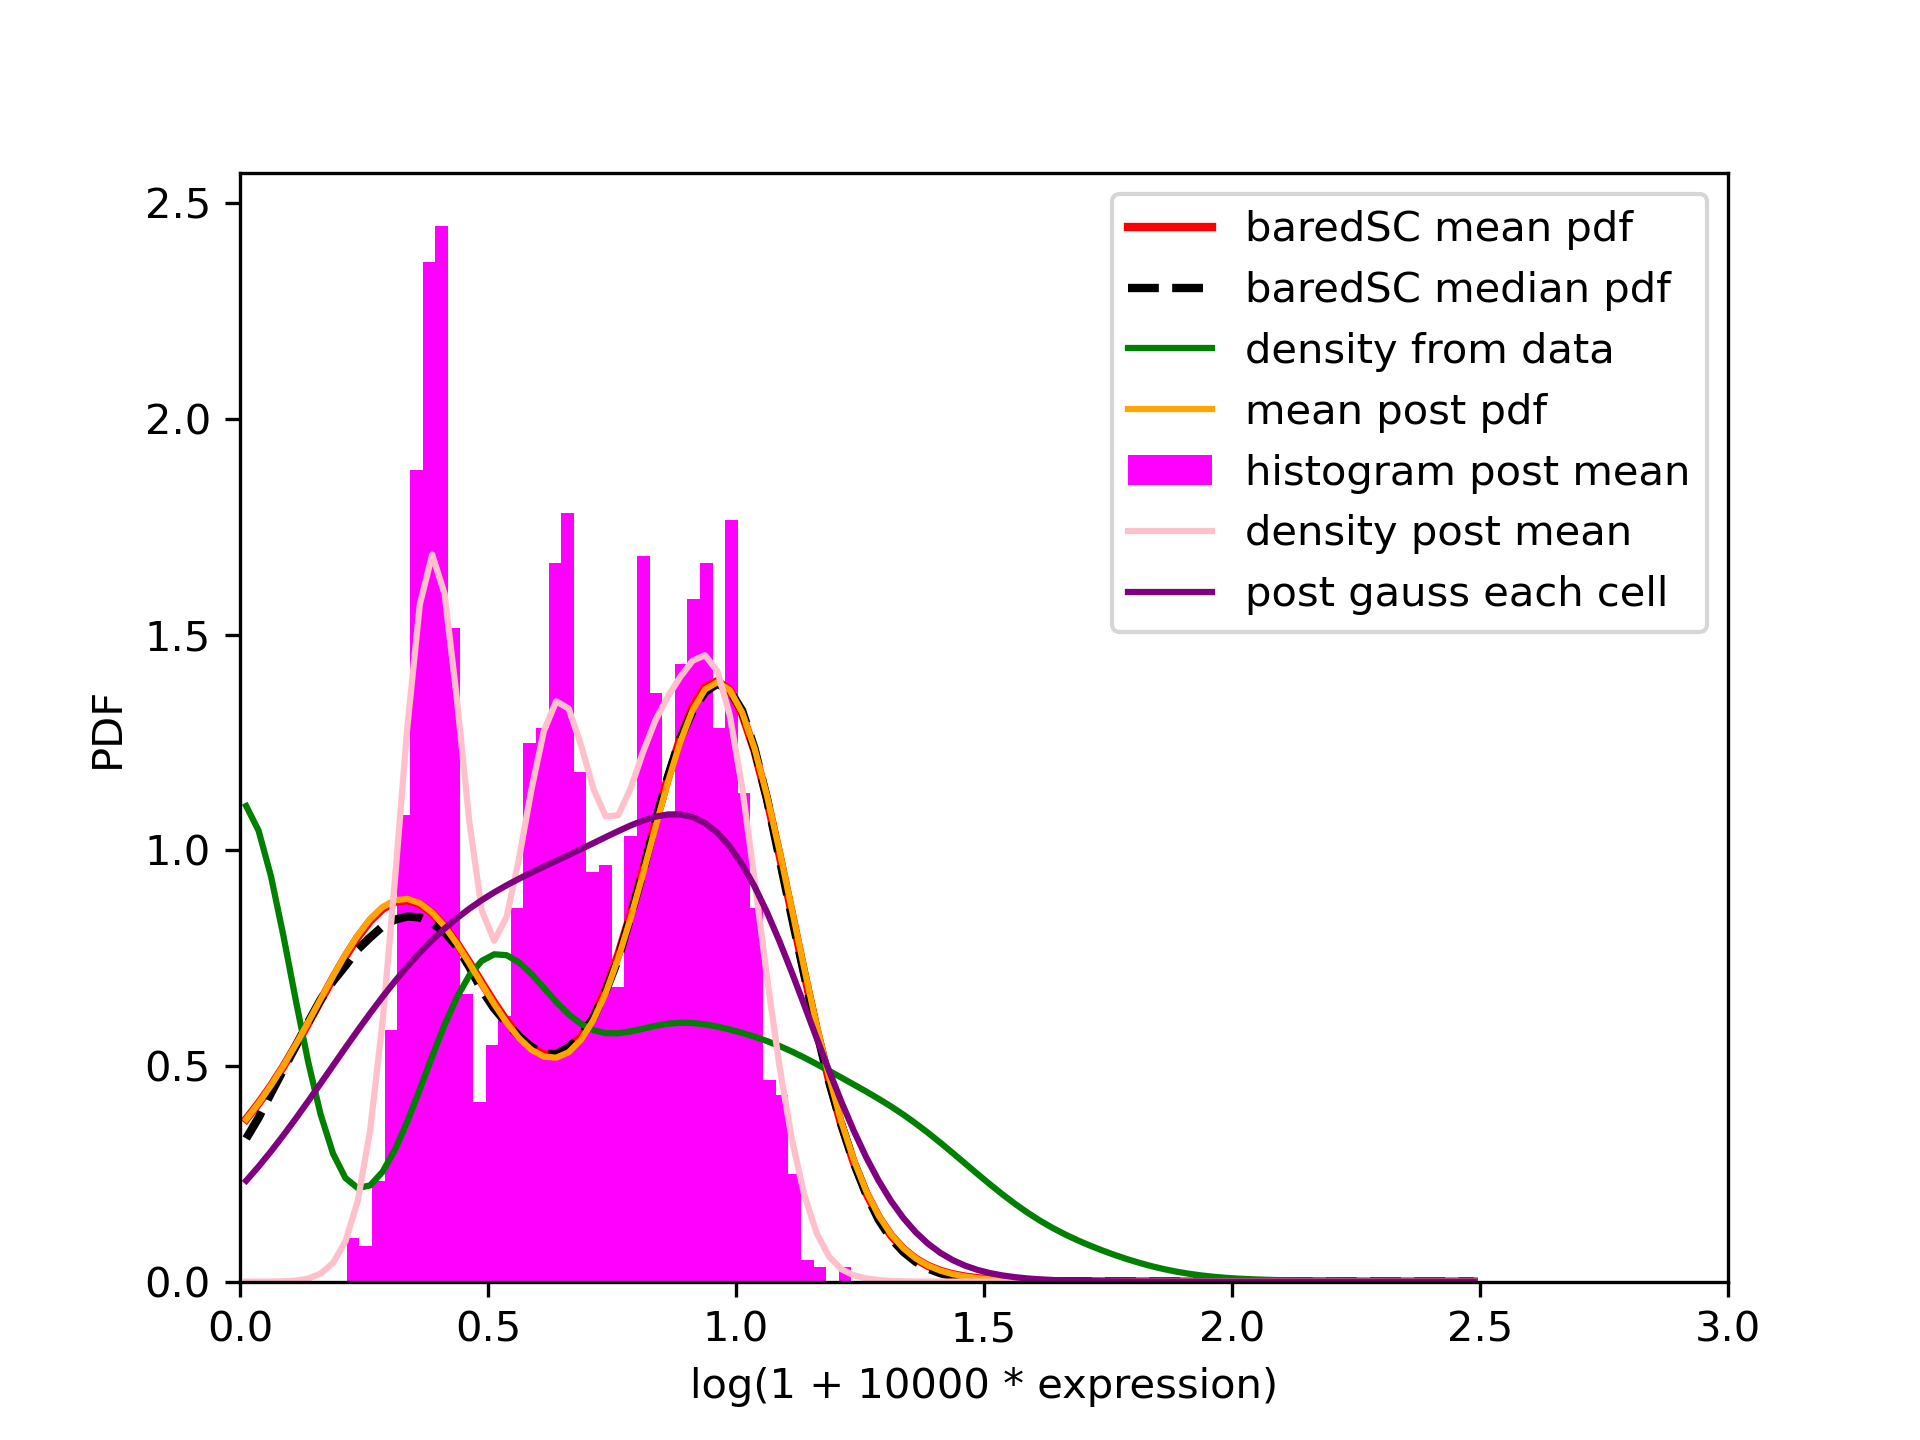 2.5
2.0
1.5
1.0
0.5
0.0
PDF
baredSC mean pdf
baredSC median pdf
density from data
mean post pdf
histogram post mean
density post mean
post gauss each cell
0.0 0.5 1.0 1.5 2.0 2.5 3.0
log(1 + 10000 * expression)